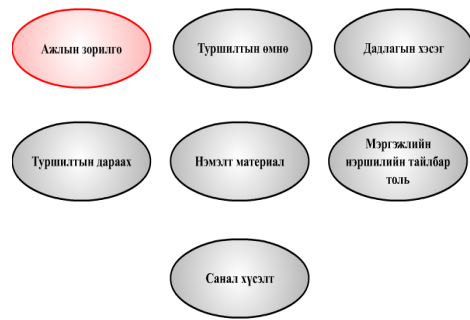 Ажлын зорилго
Туршилтын өмнө
Дадлагын хэсэг
Туршилтын дараах
Нэмэлт материал
Мэргэжлийн
нэршилийн тайлбар
толь
Санал хүсэлт